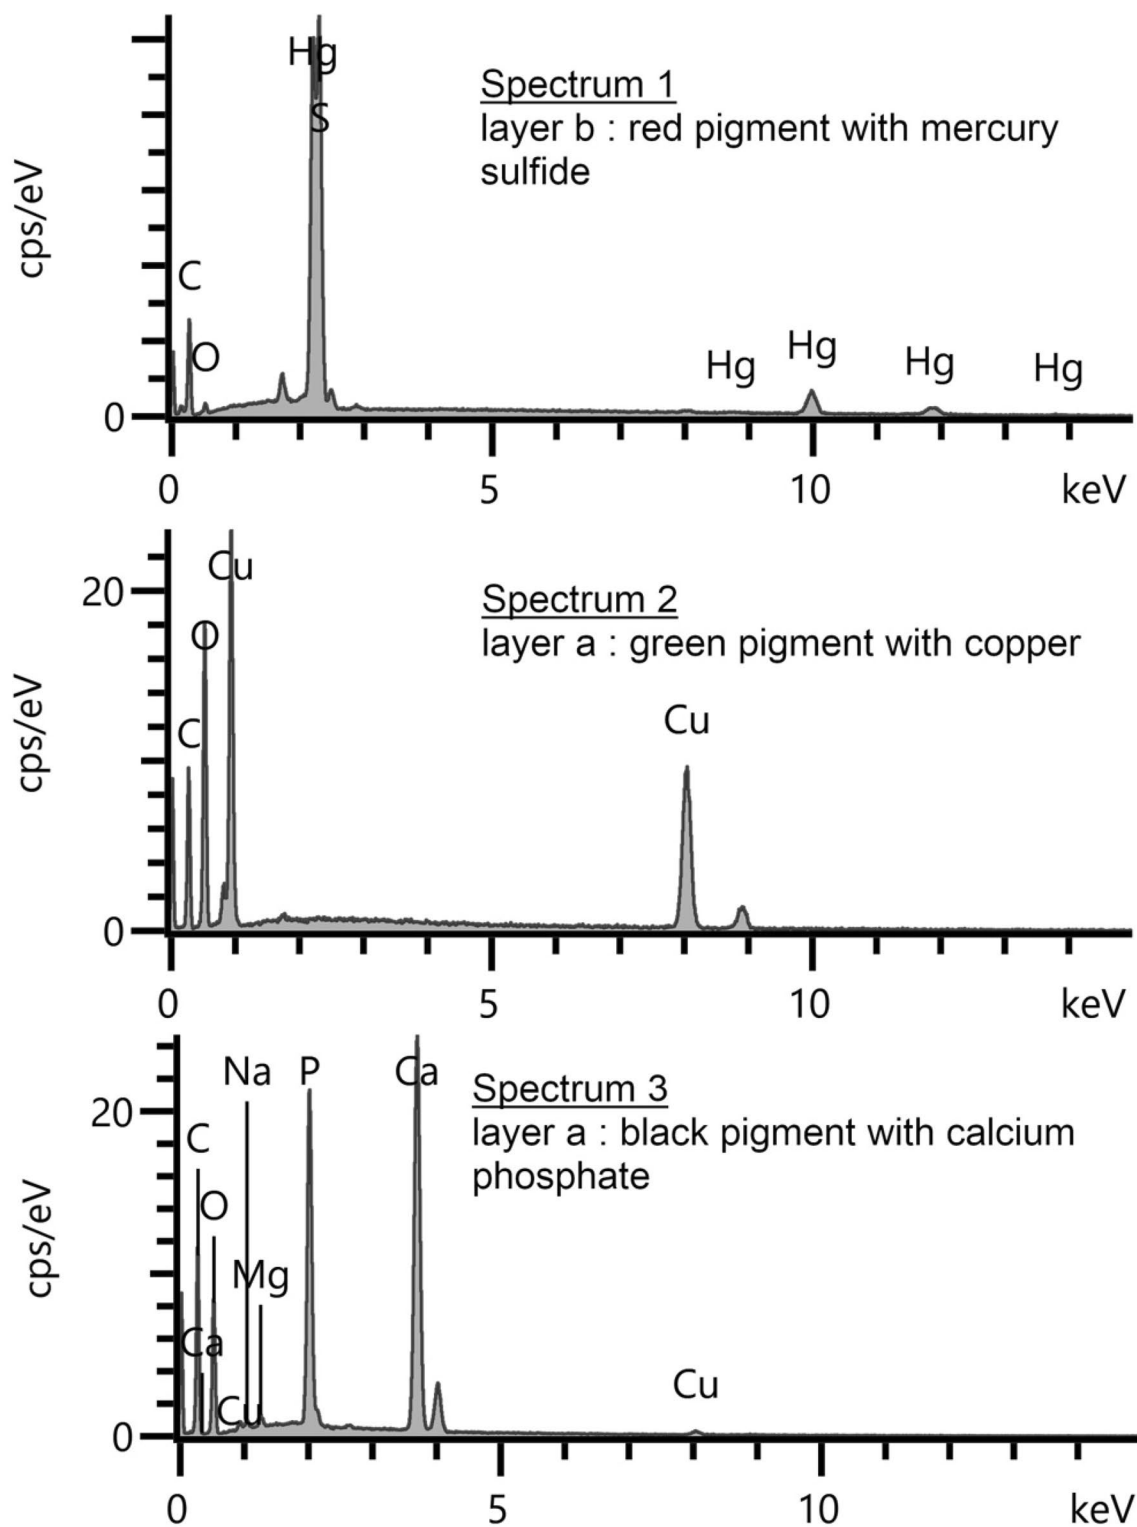 Hg
S
Spectrum 1
layer b : red pigment with mercury
sulfide
cps/eV
C
O
Hg
Hg
Hg
Hg
0
0
5
10
keV
20
Cu
O
C
Spectrum 2
layer a : green pigment with copper
cps/eV
Cu
0
0
5
10
keV
Na
P
Ca
Spectrum 3
layer a : black pigment with calcium
phosphate
20
C
O
cps/eV
Mg
Ca
Cu
Cu
0
0
5
10
keV